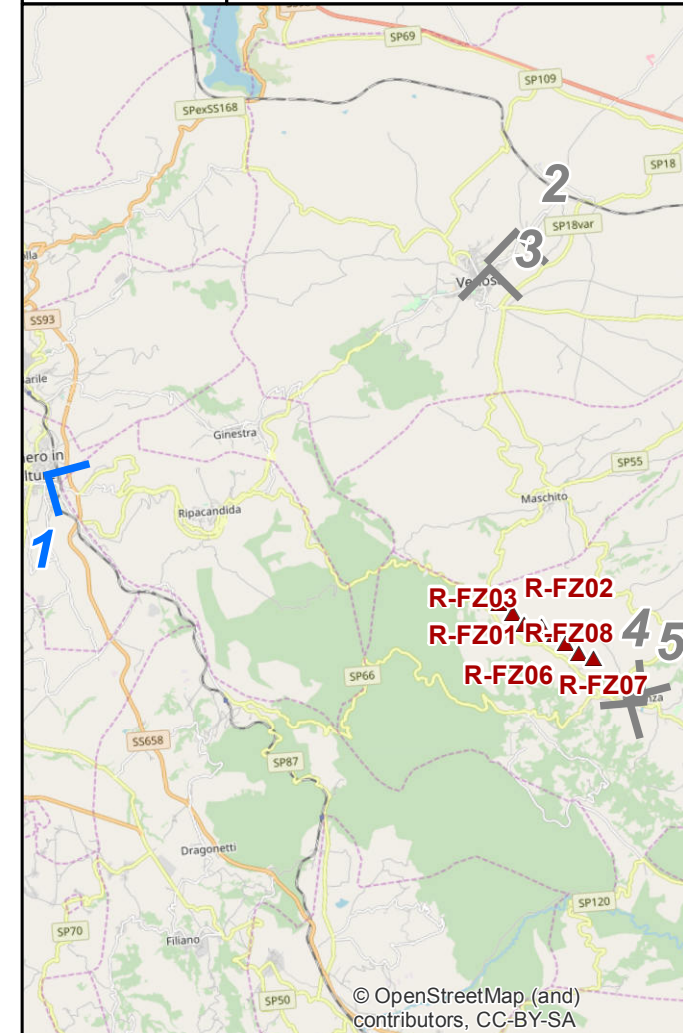 SP69
SP109
SPexSS168
SP18
2
SP18var
3
SS93
Ginestra
SP55
Maschito
Ripacandida
1
R-FZ03 R-FZ02
R-FZ01 R-FZ08 4 5
R-FZ06 R-FZ07
SP66
SS658
SP87
Dragonetti
SP120
SP70
Filiano
SP50
© OpenStreetMap (and)
contributors, CC-BY-SA